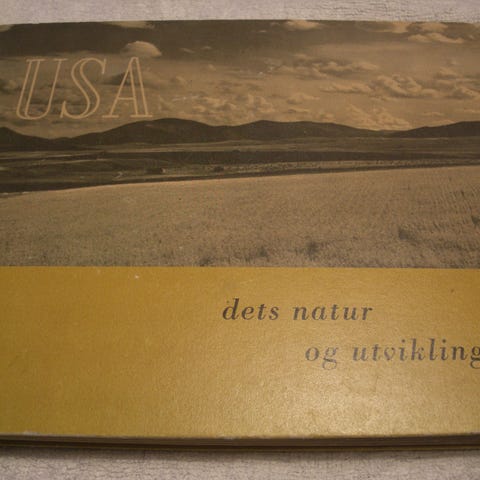 USA
dets natur
og utvikling